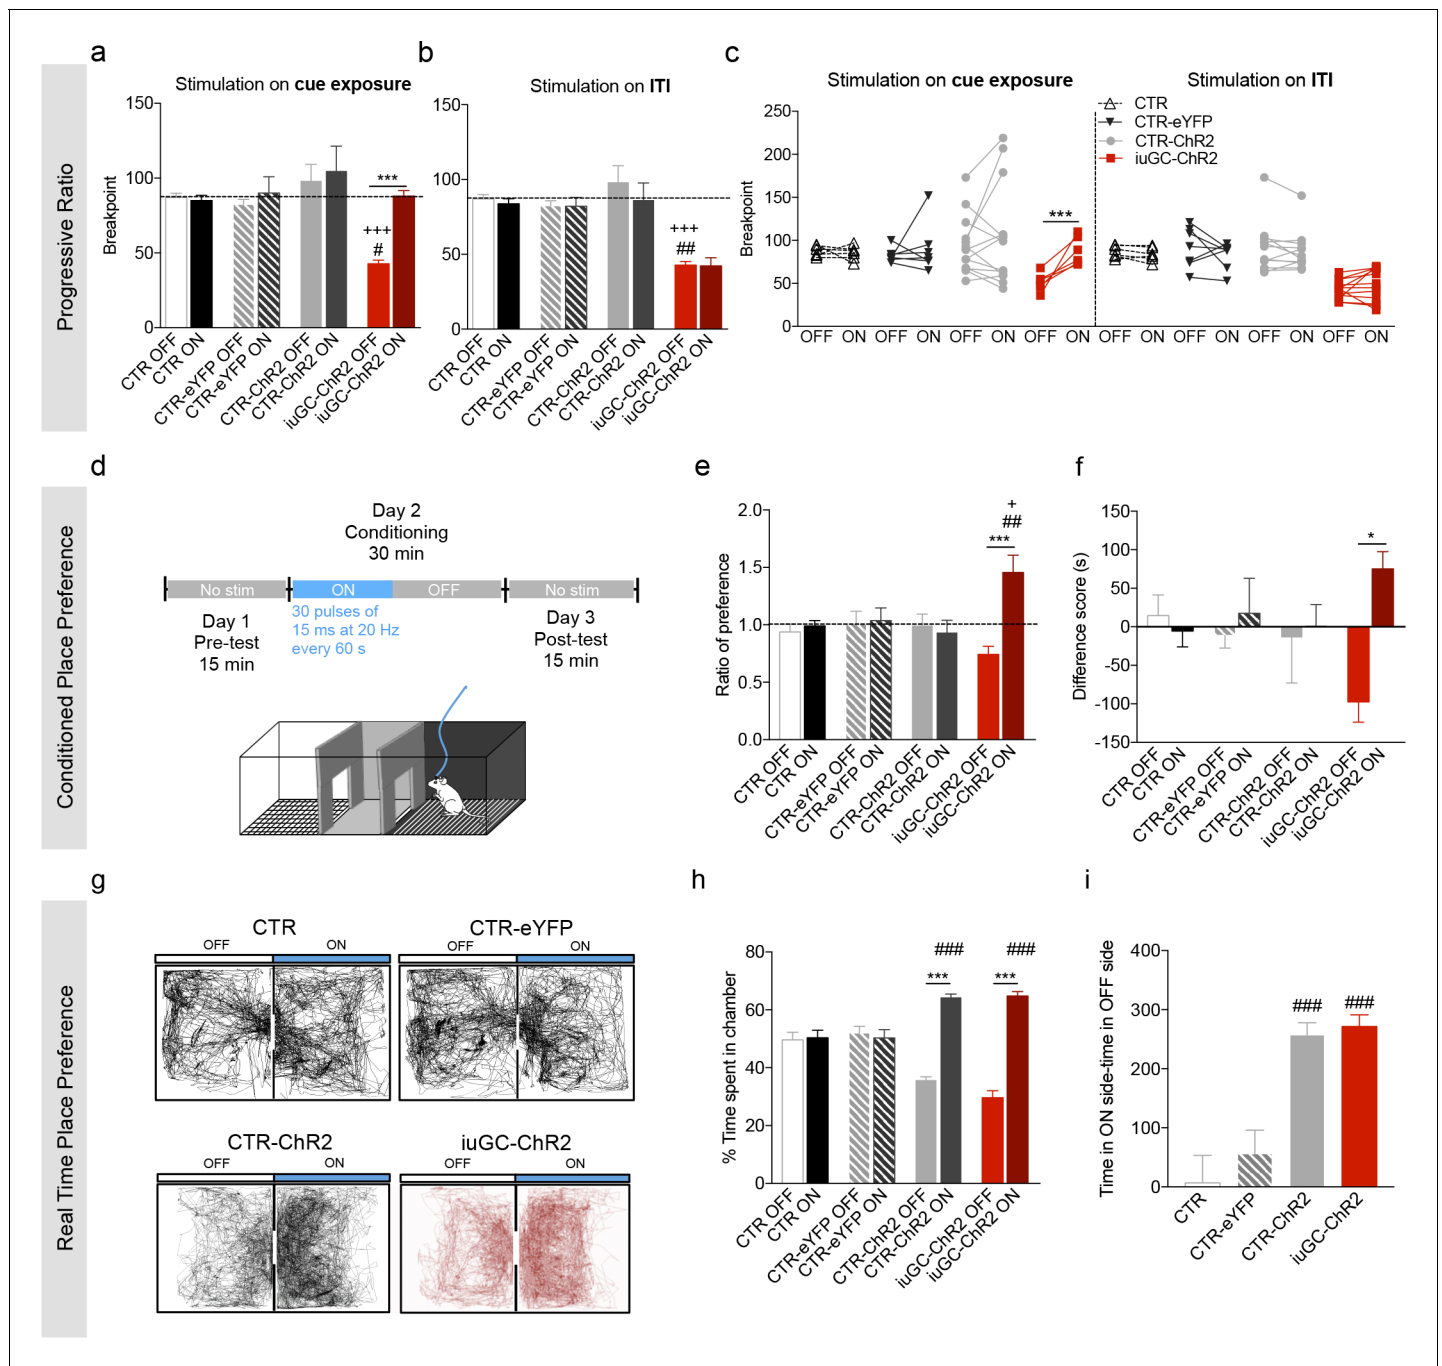 Progressive Ratio
a
Stimulation on cue exposure
Breakpoint
150
100
50
0
***
+++
#
CTR OFF
CTR ON
CTR-eYFP OFF
CTR-eYFP ON
CTR-ChR2 OFF
CTR-ChR2 ON
iuGC-ChR2 OFF
iuGC-ChR2 ON
b
Stimulation on ITI
150
100
50
0
+++
##
CTR OFF
CTR ON
CTR-eYFP OFF
CTR-eYFP ON
CTR-ChR2 OFF
CTR-ChR2 ON
iuGC-ChR2 OFF
iuGC-ChR2 ON
c
Stimulation on cue exposure
Stimulation on ITI
CTR
CTR-eYFP
CTR-ChR2
iuGC-ChR2
Breakpoint
250
200
150
100
50
0
***
OFF ON OFF ON OFF ON OFF ON OFF ON OFF ON OFF ON OFF ON
Conditioned Place Preference
d
Day 2
Conditioning
30 min
No stim ON OFF No stim
Day 1
Pre-test
15 min
30 pulses of
15 ms at 20 Hz
every 60 s
Day 3
Post-test
15 min
e
Ratio of preference
2.0
1.5
1.0
0.5
0.0
+
##
***
CTR OFF
CTR ON
CTR-eYFP OFF
CTR-eYFP ON
CTR-ChR2 OFF
CTR-ChR2 ON
iuGC-ChR2 OFF
iuGC-ChR2 ON
f
Difference score (s)
150
100
50
0
-50
-100
-150
*
CTR OFF
CTR ON
CTR-eYFP OFF
CTR-eYFP ON
CTR-ChR2 OFF
CTR-ChR2 ON
iuGC-ChR2 OFF
iuGC-ChR2 ON
Real Time Place Preference
g
CTR
OFF ON
CTR-eYFP
OFF ON
CTR-ChR2
OFF ON
iuGC-ChR2
OFF ON
h
% Time spent in chamber
80
60
40
20
0
###
***
###
***
CTR OFF
CTR ON
CTR-eYFP OFF
CTR-eYFP ON
CTR-ChR2 OFF
CTR-ChR2 ON
iuGC-ChR2 OFF
iuGC-ChR2 ON
i
Time in ON side-time in OFF side
400
300
200
100
0
###
###
CTR
CTR-eYFP
CTR-ChR2
iuGC-ChR2